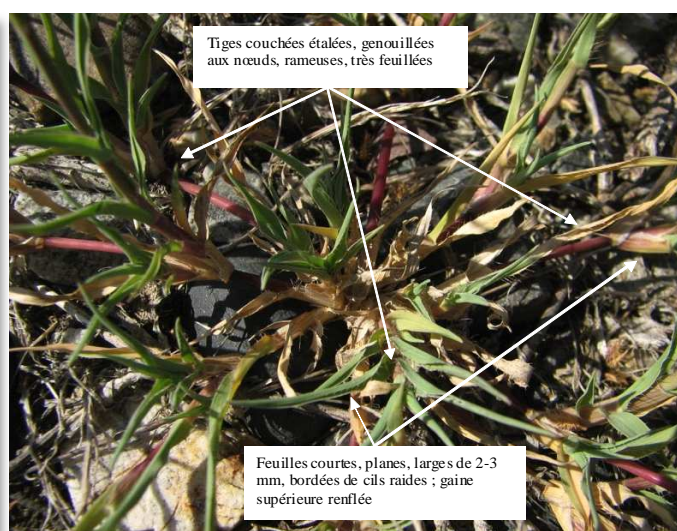 Tiges couchées étalées, genouillées
aux nœuds, rameuses, très feuillées
Feuilles courtes, planes, larges de 2-3
mm, bordées de cils raides ; gaine
supérieure renflée